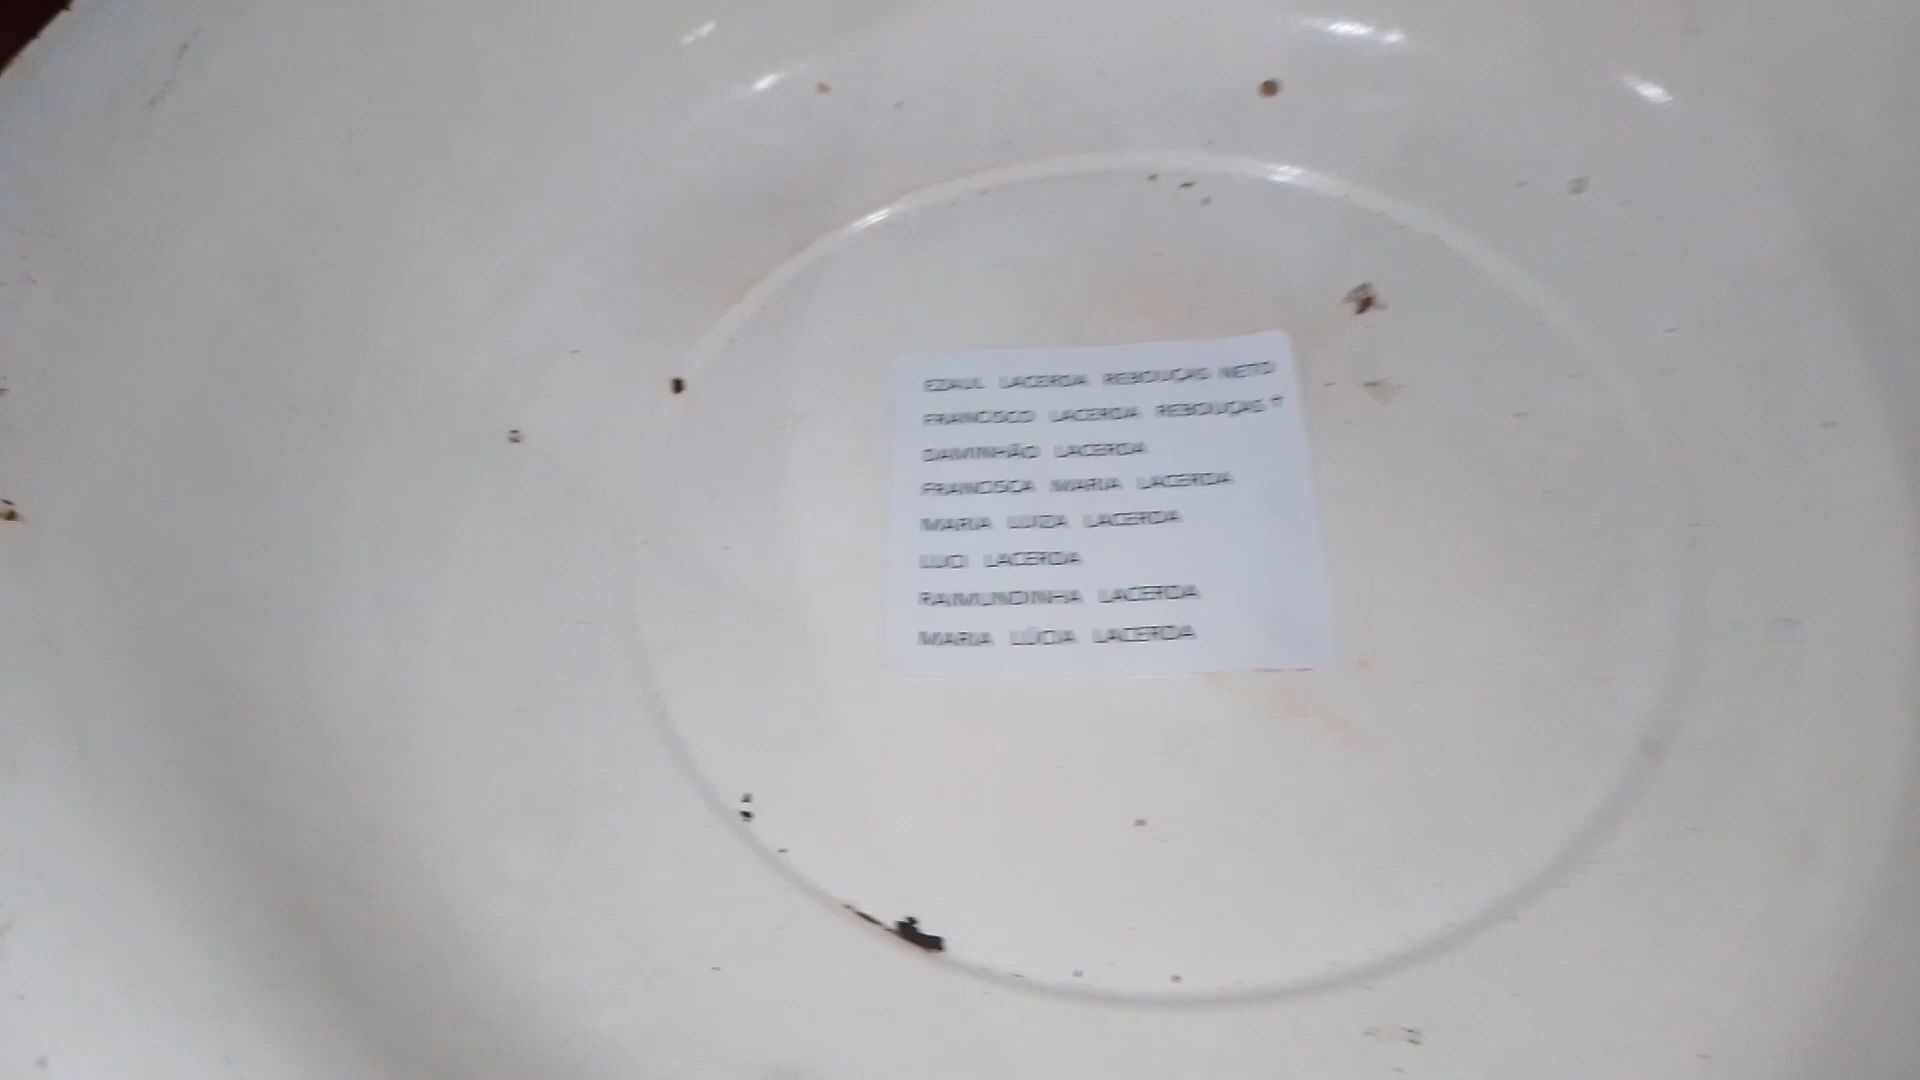 EZAUL LACERDA REBOUÇAS NETO
FRANCISCO LACERDA REBOUÇAS
DAMINHÃO LACERDA
FRANCISCA MARIA LACERDA
MARIA LUIZA LACERDA
LUCI LACERDA
RAIMUNDINHA LACERDA
MARIA LÚCIA LACERDA